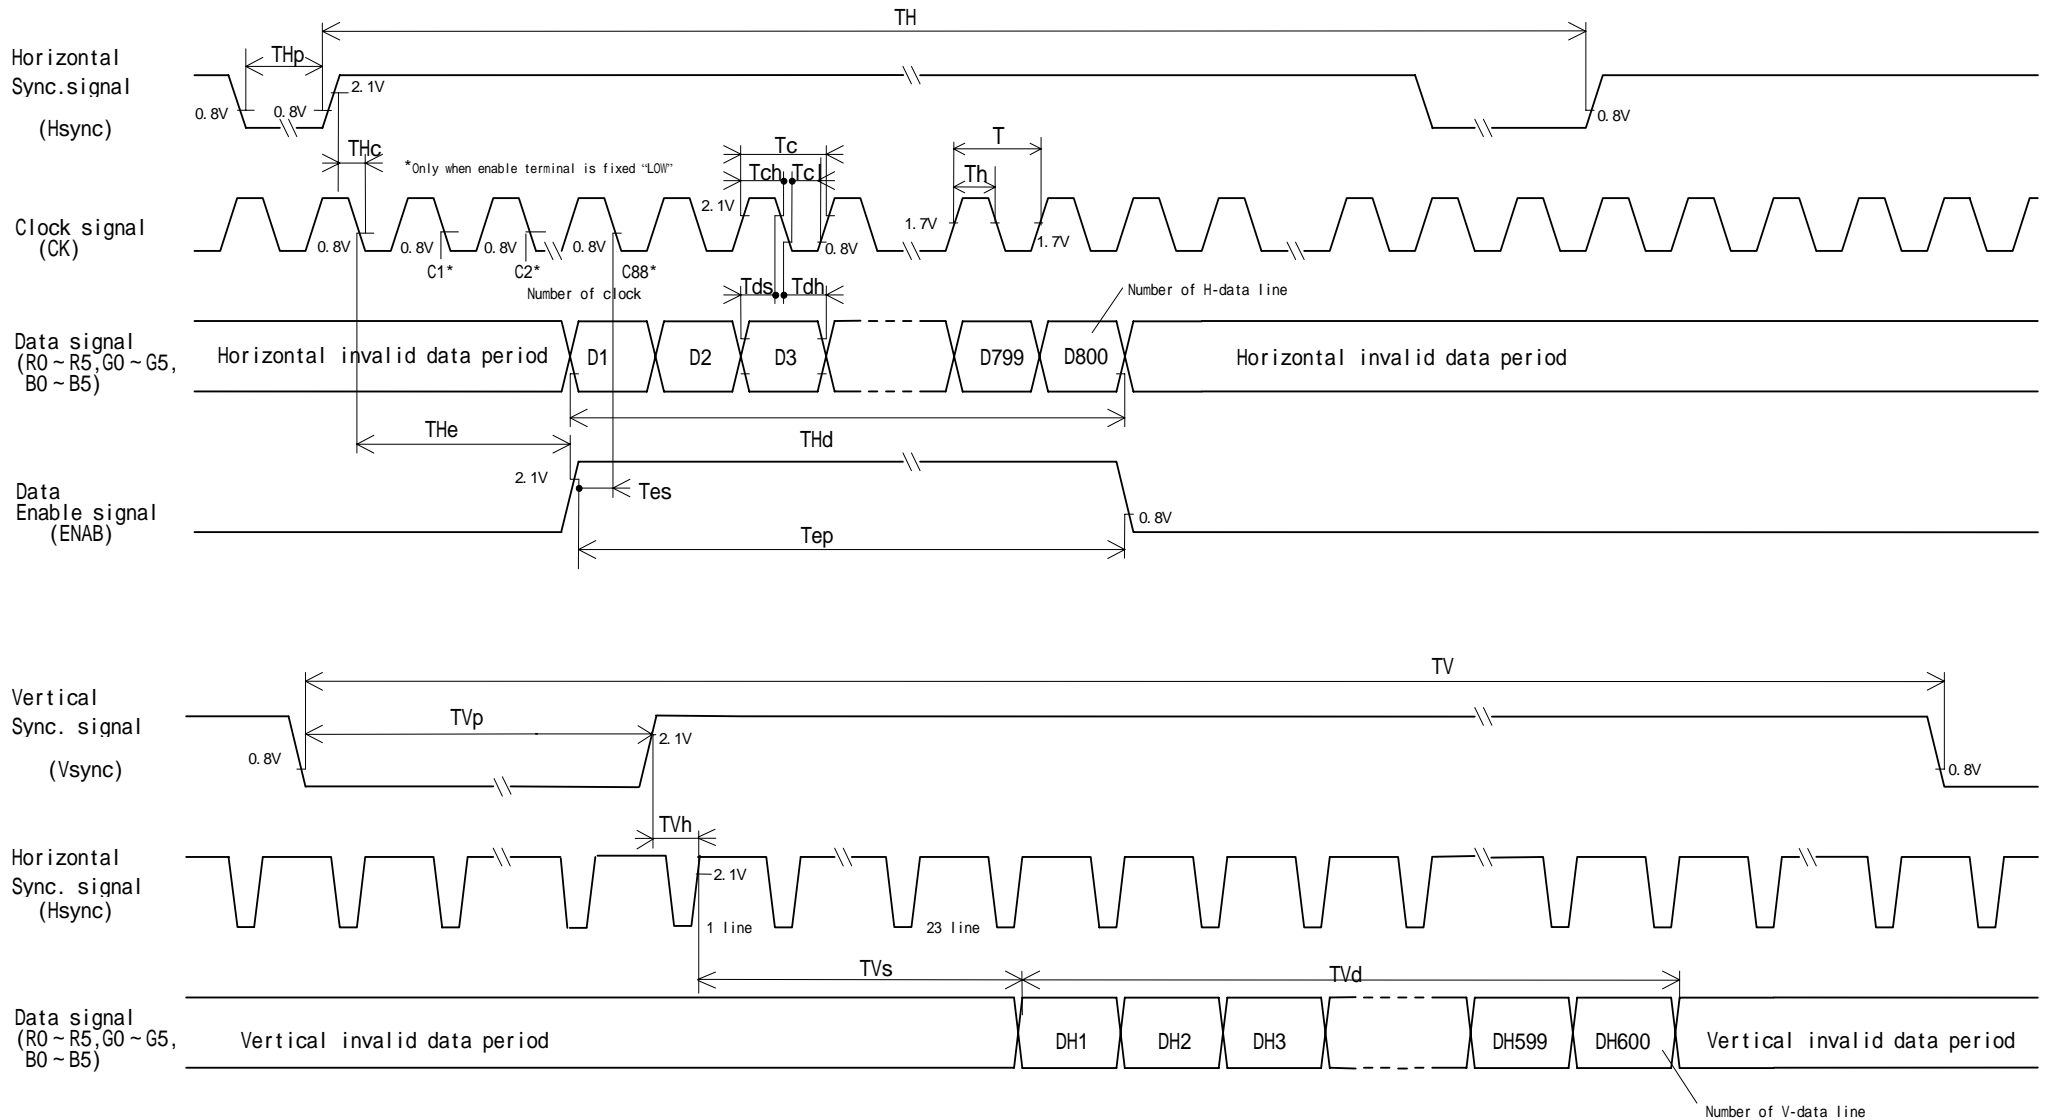 TH
Horizontal
Sync.signal
(Hsync)
THp
0.8V
0.8V
2.1V
0.8V
THc
*Only when enable terminal is fixed “LOW”
Tc
Tch
Tcl
T
Th
Clock signal
(CK)
2.1V
1.7V
1.7V
0.8V
0.8V
0.8V
0.8V
0.8V
C1*
C2*
C88*
Number of clock
Tds
Tdh
Number of H-data line
Data signal
(R0～R5,G0～G5,
B0～B5)
Horizontal invalid data period
D1
D2
D3
D799
D800
Horizontal invalid data period
THe
THd
2.1V
Tes
Data
Enable signal
(ENAB)
0.8V
Tep
TV
Vertical
Sync. signal
(Vsync)
TVp
2.1V
0.8V
0.8V
TVh
Horizontal
Sync. signal
(Hsync)
2.1V
1 line
23 line
TVs
TVd
Data signal
(R0～R5,G0～G5,
B0～B5)
Vertical invalid data period
DH1
DH2
DH3
DH599
DH600
Vertical invalid data period
Number of V-data line